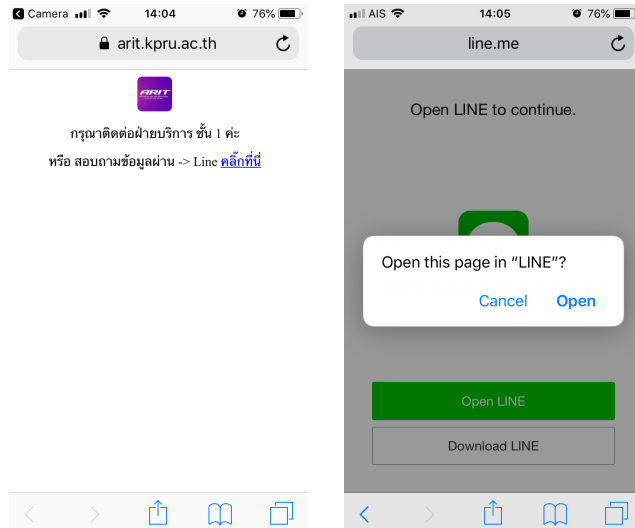 Camera 14:04 76%
arit.kpru.ac.th
ARIT
กรุณาติดต่อฝ่ายบริการ ชั้น 1 ค่ะ
หรือ สอบถามข้อมูลผ่าน -> Line คลิ๊กที่นี่
AIS 14:05 76%
line.me
Open LINE to continue.
Open this page in “LINE”?
Cancel Open
Open LINE
Download LINE